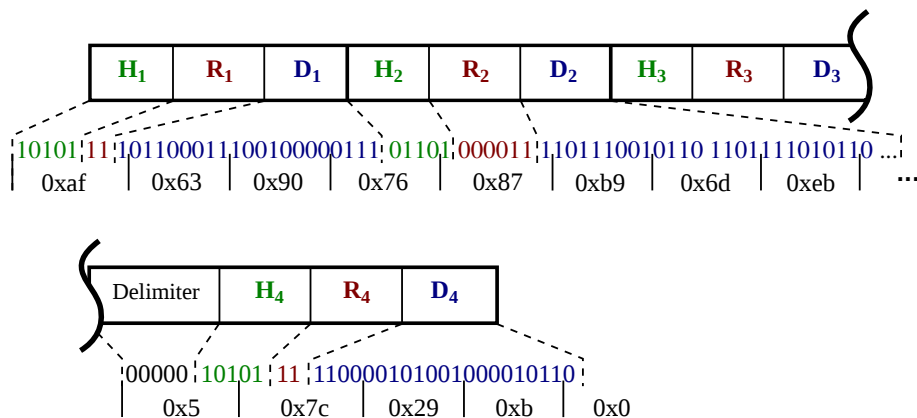 H1 R1 D1 H2 R2 D2 H3 R3 D3
10101 11 101100011100100000111 01101 000011 1101110010110 1101111010110 ...
0xaf 0x63 0x90 0x76 0x87 0xb9 0x6d 0xeb ...
Delimiter H4 R4 D4
00000 10101 11 110000101001000010110
0x5 0x7c 0x29 0xb 0x0